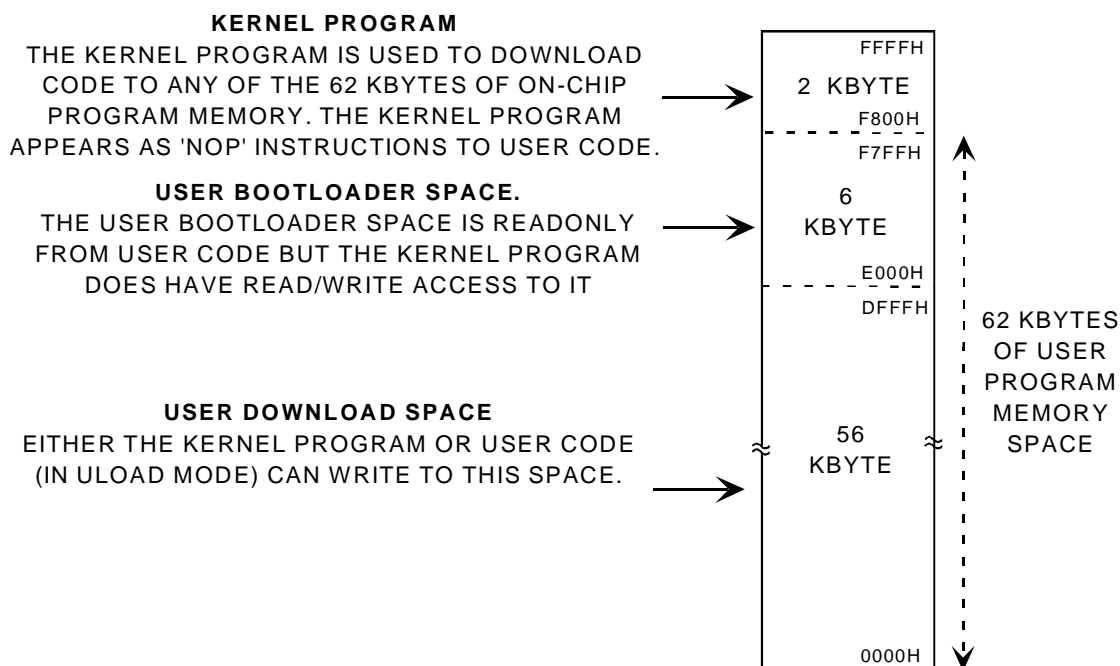 KERNEL PROGRAM
THE KERNEL PROGRAM IS USED TO DOWNLOAD
CODE TO ANY OF THE 62 KBYTES OF ON-CHIP
PROGRAM MEMORY. THE KERNEL PROGRAM
APPEARS AS 'NOP' INSTRUCTIONS TO USER CODE.
USER BOOTLOADER SPACE.
THE USER BOOTLOADER SPACE IS READONLY
FROM USER CODE BUT THE KERNEL PROGRAM
DOES HAVE READ/WRITE ACCESS TO IT
USER DOWNLOAD SPACE
EITHER THE KERNEL PROGRAM OR USER CODE
(IN ULOAD MODE) CAN WRITE TO THIS SPACE.
FFFFH
2 KBYTE
F800H
F7FFH
6
KBYTE
E000H
DFFFH
56
KBYTE
0000H
62 KBYTES
OF USER
PROGRAM
MEMORY
SPACE